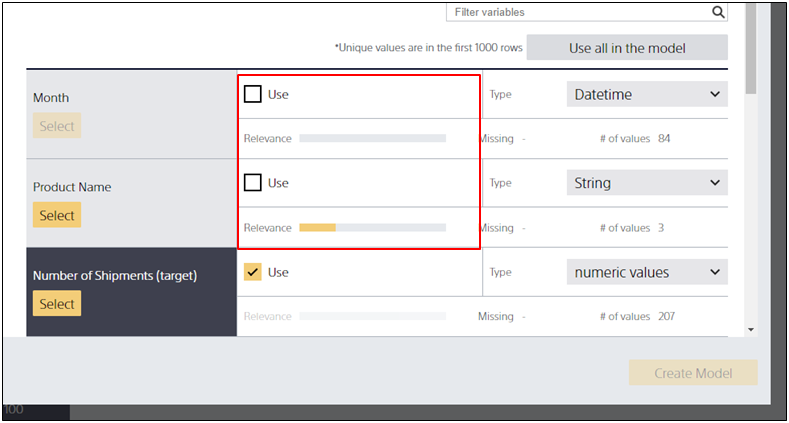 Filter variables
*Unique values are in the first 1000 rows
Use all in the model
Month
Select
Use
Type
Datetime
Relevance
Missing -
# of values 84
Product Name
Select
Use
Type
String
Relevance
Missing -
# of values 3
Number of Shipments (target)
Select
Use
Type
numeric values
Relevance
Missing -
# of values 207
Create Model
100